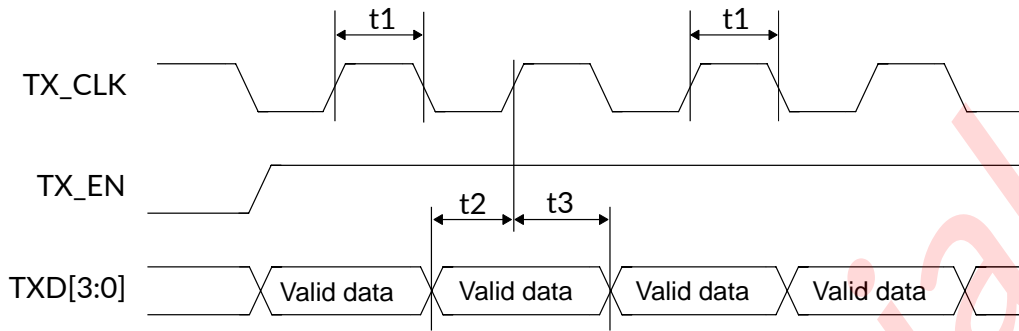 t1 t1
TX_CLK
TX_EN
t2 t3
TXD[3:0] Valid data Valid data Valid data Valid data